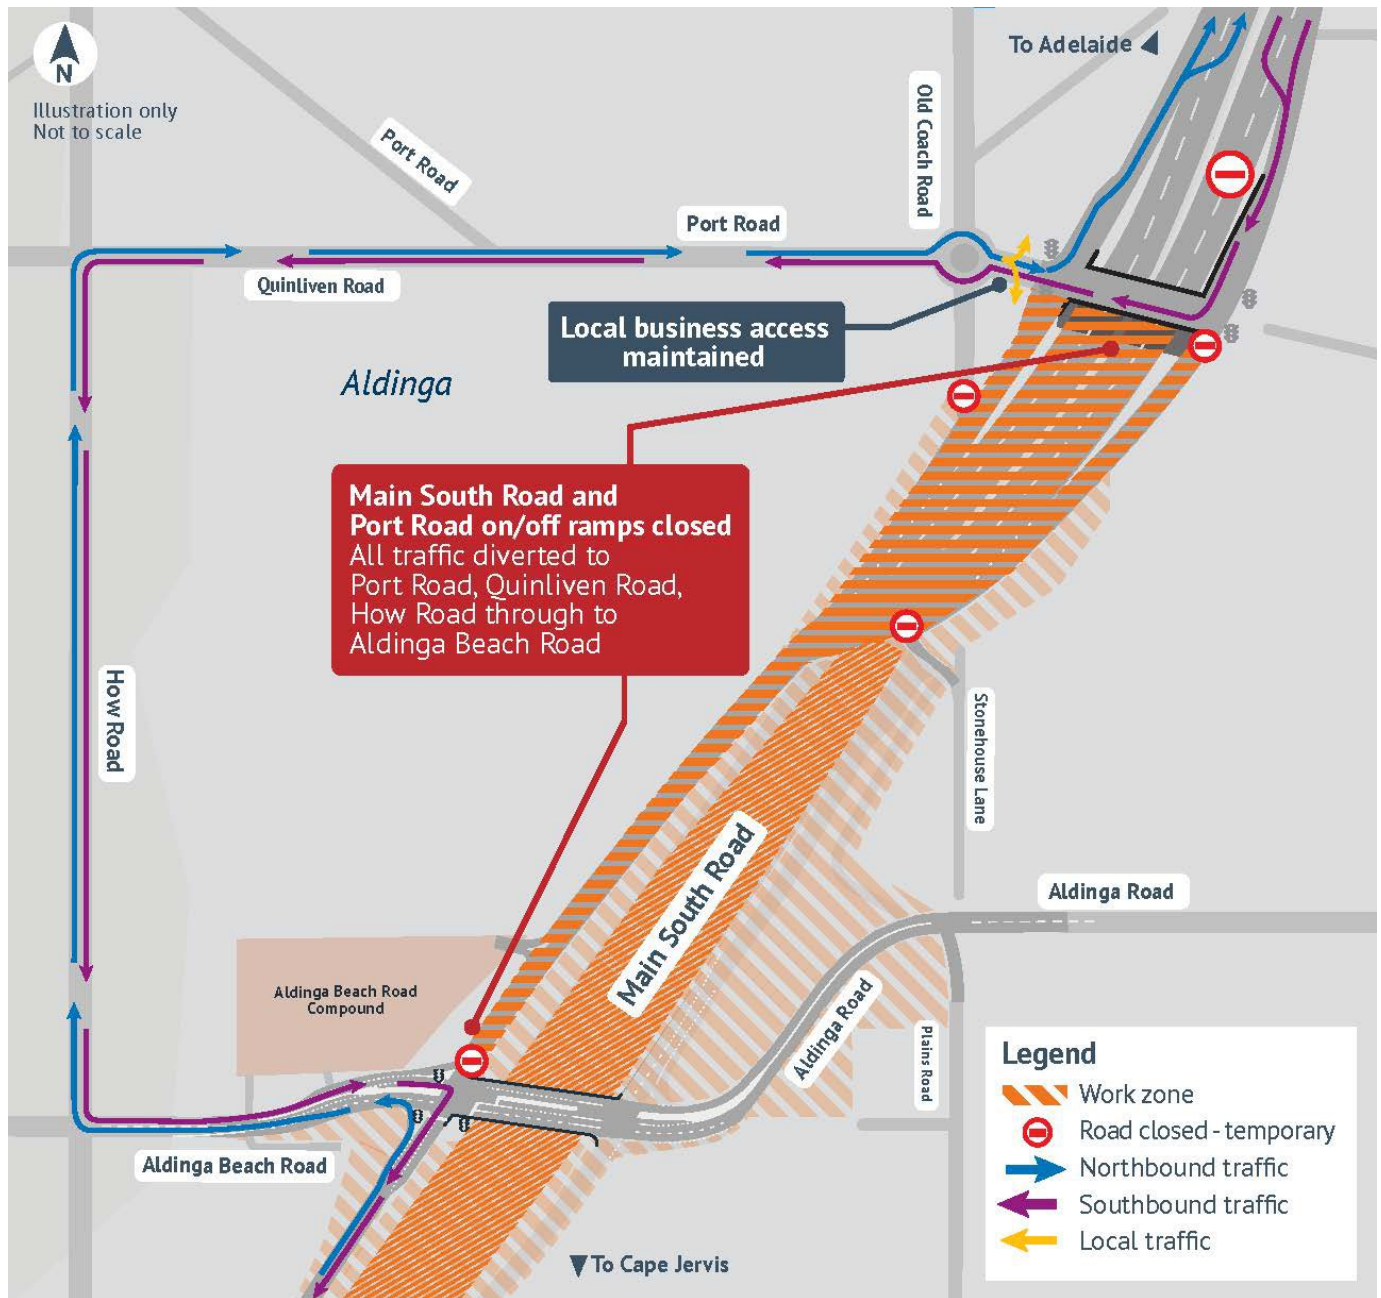 N
Illustration only
Not to scale
To Adelaide
Old Coach Road
Port Road
Port Road
Quinliven Road
Local business access
maintained
Aldinga
Main South Road and
Port Road on/off ramps closed
All traffic diverted to
Port Road, Quinliven Road,
How Road through to
Aldinga Beach Road
How Road
Stonehouse Lane
Main South Road
Aldinga Road
Aldinga Beach Road
Compound
Aldinga Road
Plains Road
Aldinga Beach Road
To Cape Jervis
Legend
Work zone
Road closed - temporary
Northbound traffic
Southbound traffic
Local traffic